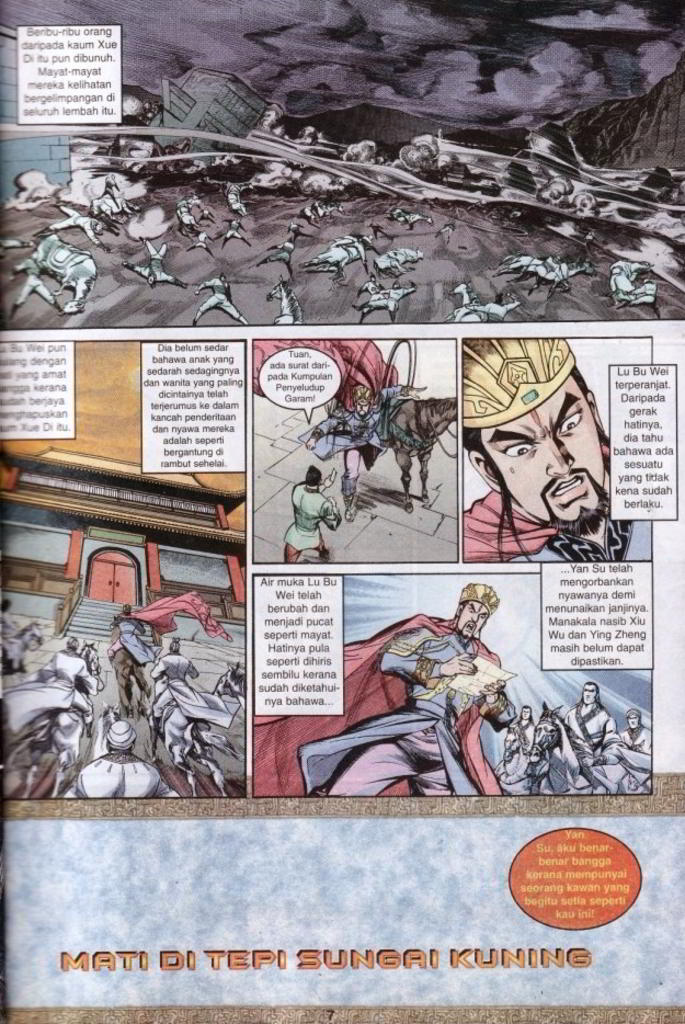 Beribu-ribu orang
daripada kaum Xue
Di itu pun dibunuh.
Mayat-mayat
mereka kelihatan
bergelimpangan di
seluruh lembah itu.
Bu Wei pun
dengan
yang amat
kerana
berjaya
Di itu.
Dia belum sedar
bahawa anak yang
sedarah sedagingnya
dan wanita yang paling
dicintainya telah
terjerumus ke dalam
kancah penderitaan
dan nyawa mereka
adalah seperti
bergantung di
rambut sehelai.
Tuan,
ada surat dari-
pada Kumpulan
Penyeludup
Garam!
Lu Bu Wei
terperanjat.
Daripada
gerak
hatinya,
dia tahu
bahawa ada
sesuatu
yang tidak
kena sudah
berlaku.
Air muka Lu Bu
Wei telah
berubah dan
menjadi pucat
seperti mayat.
Hatinya pula
seperti dihiris
sembilu kerana
sudah diketahui-
nya bahawa...
...Yan Su telah
mengorbankan
nyawanya demi
menunaikan janjinya.
Manakala nasib Xiu
Wu dan Ying Zheng
masih belum dapat
dipastikan.
Yan
Su, aku benar-
benar bangga
kerana mempunyai
seorang kawan yang
begitu setia seperti
kau ini!
MATI DI TEPI SUNGAI KUNING
7